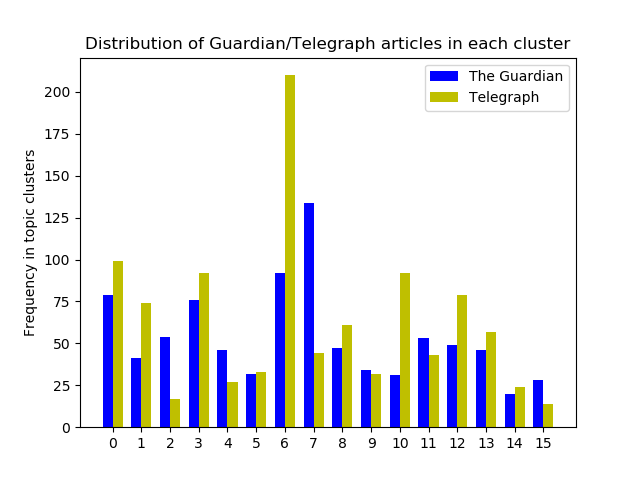 Distribution of Guardian/Telegraph articles in each cluster
The Guardian
Telegraph
Frequency in topic clusters
200
175
150
125
100
75
50
25
0
0 1 2 3 4 5 6 7 8 9 10 11 12 13 14 15